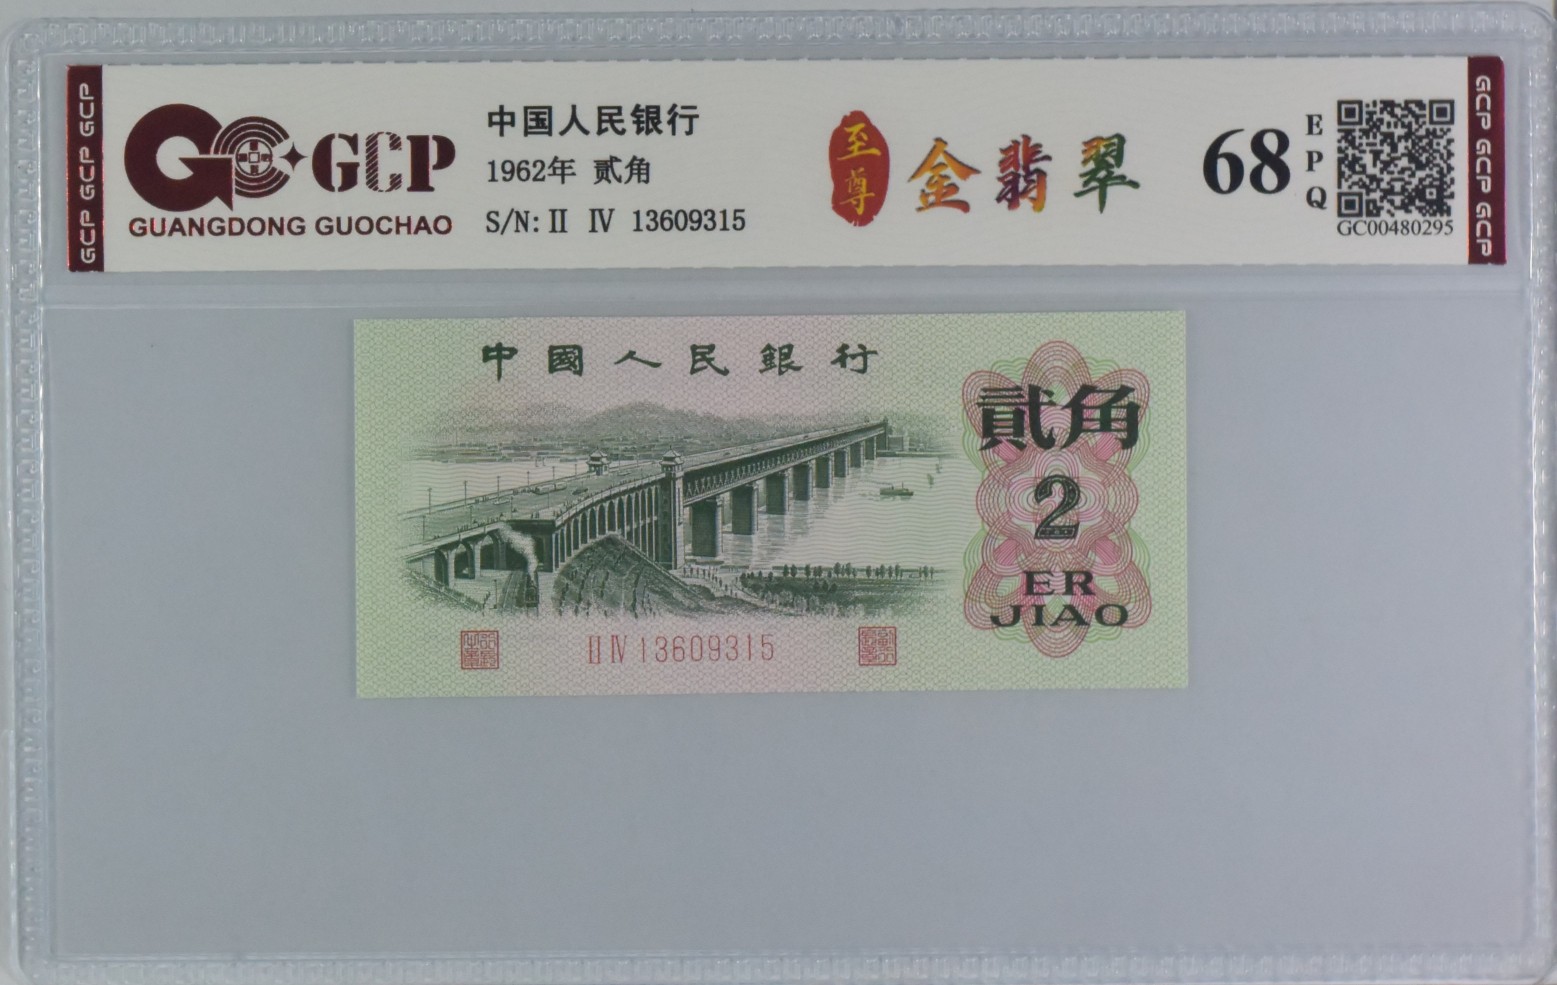 GCP GCP GCP
GCP
GUANGDONG GUOCHAO
中国人民银行
1962年 贰角
S/N: II IV 13609315
至尊
金翡翠
68
EPQ
GC00480295
GCP GCP GCP
中國人民銀行
貳角
2
ER
JIAO
II IV 13609315